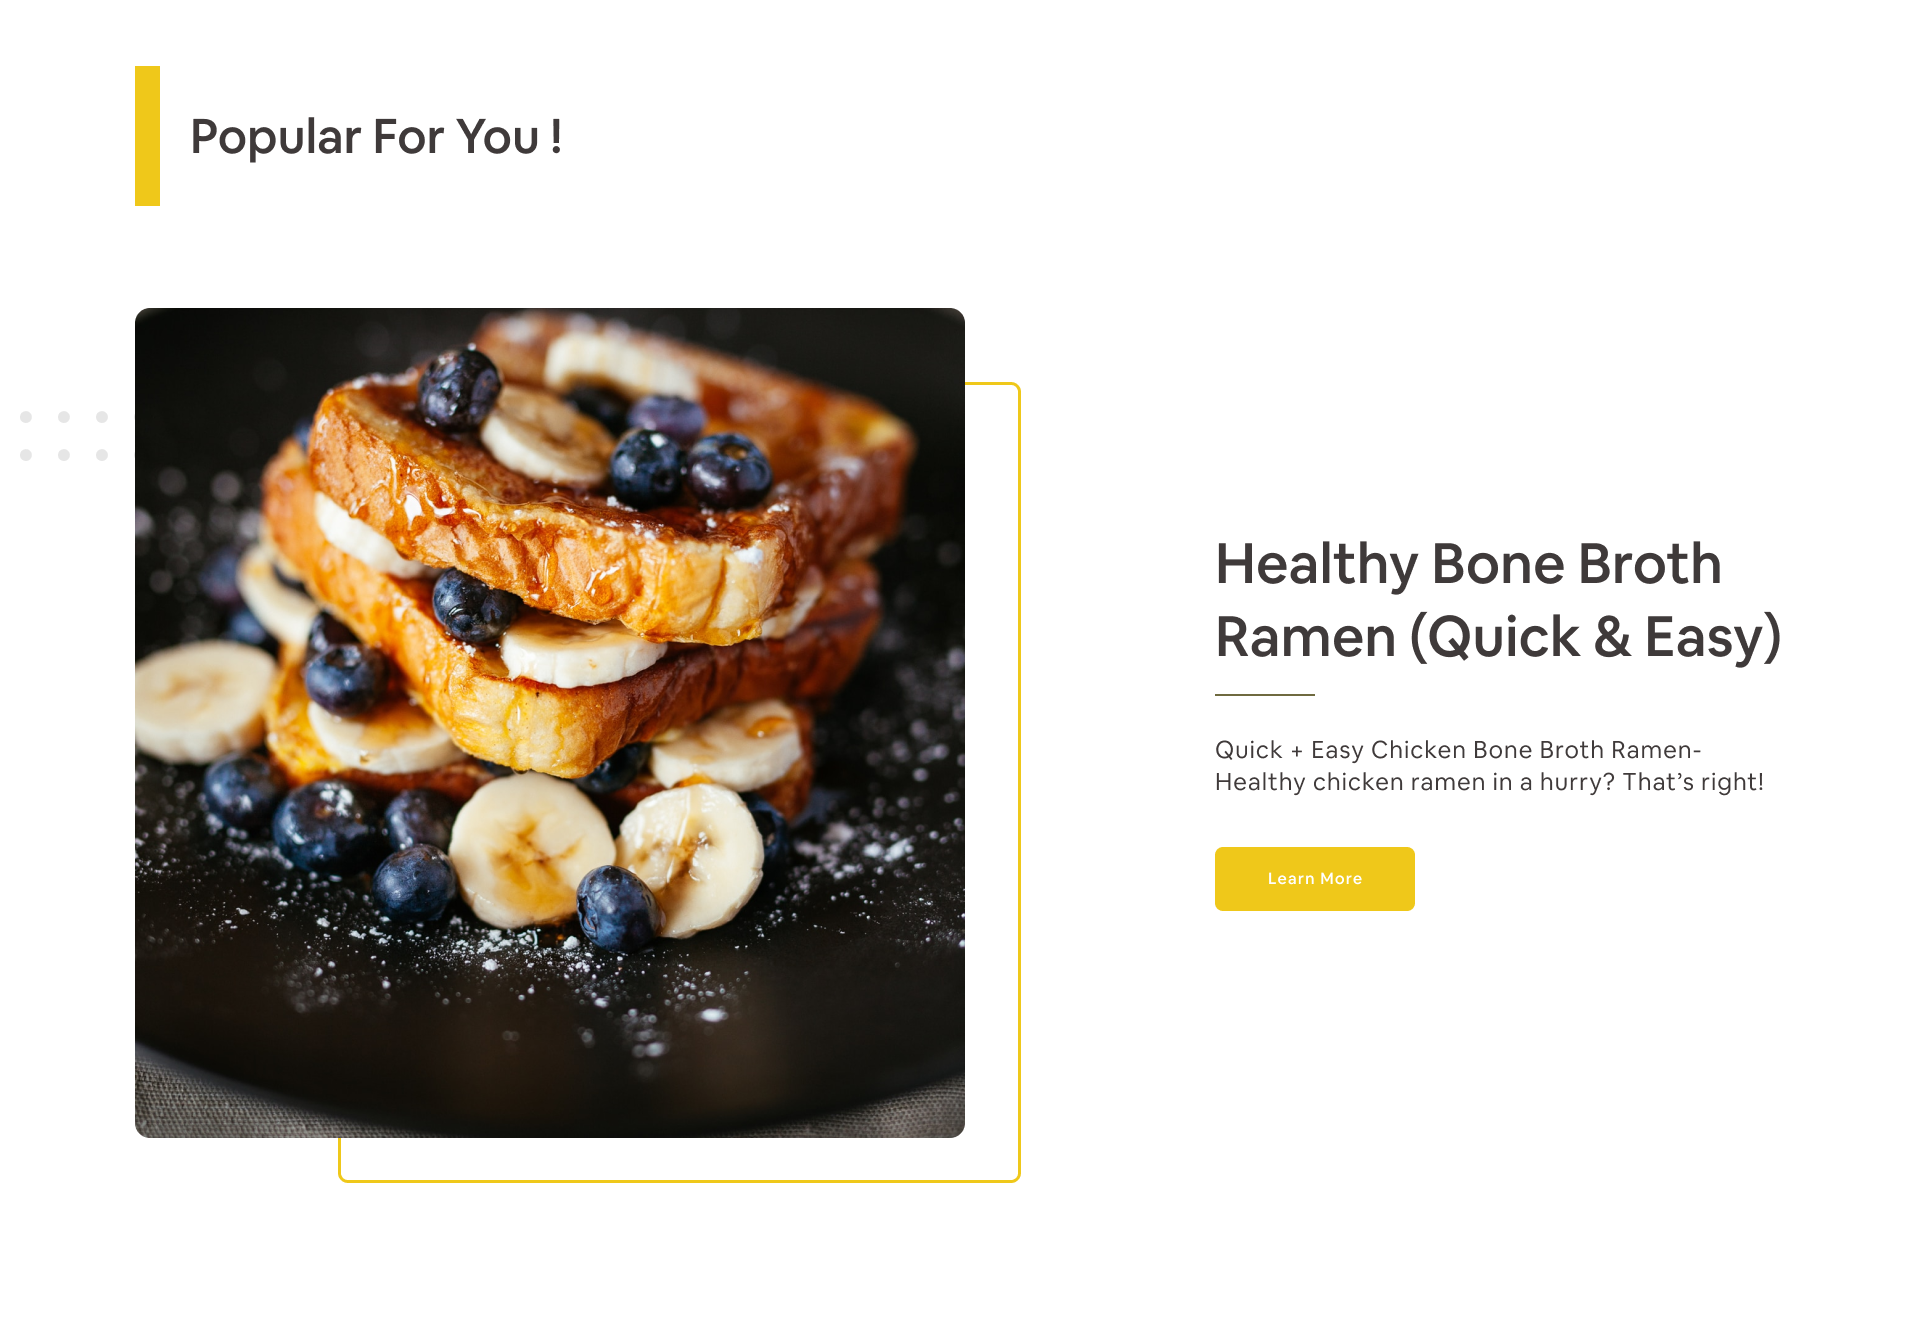 Popular For You !
Healthy Bone Broth
Ramen (Quick & Easy)
Quick + Easy Chicken Bone Broth Ramen-
Healthy chicken ramen in a hurry? That’s right!
Learn More